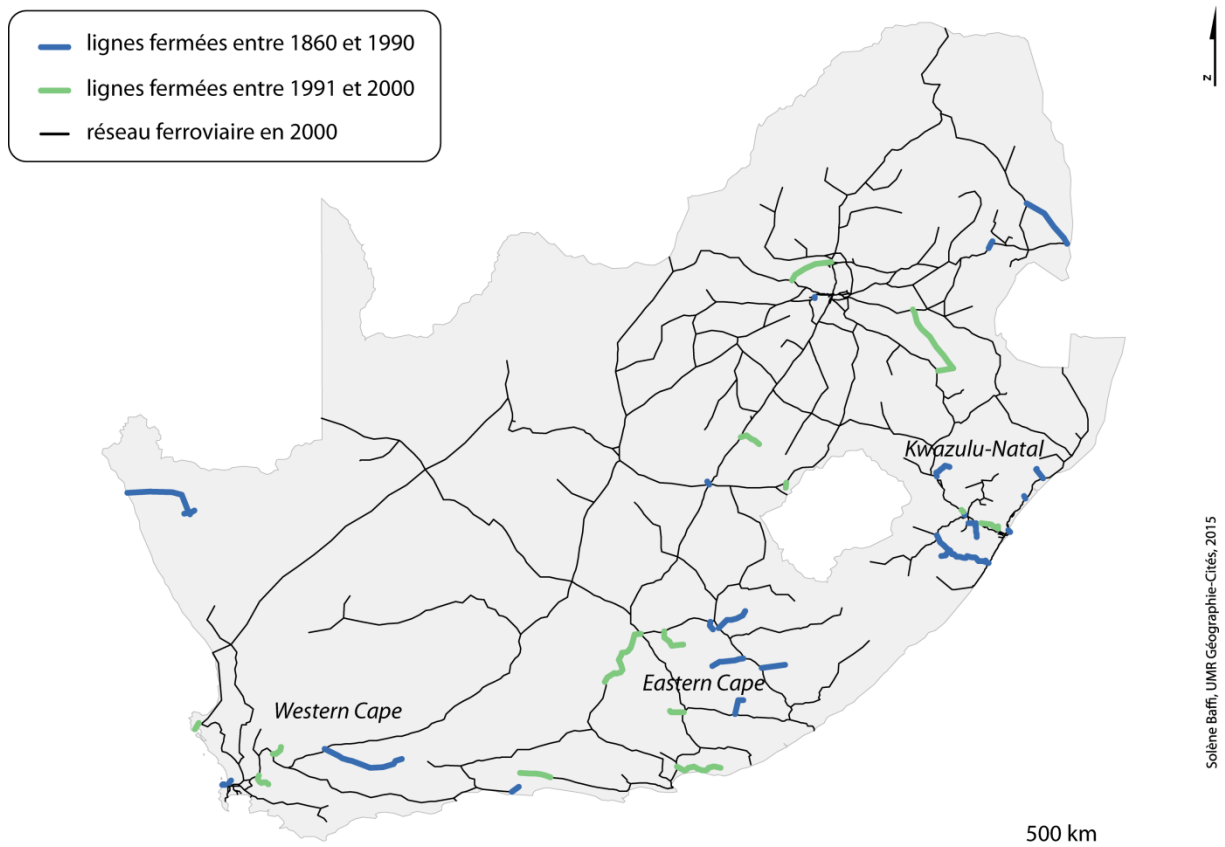 lignes fermées entre 1860 et 1990
lignes fermées entre 1991 et 2000
réseau ferroviaire en 2000
z
Kwazulu-Natal
Eastern Cape
Western Cape
500 km
Solène Baffi, UMR Géographie-Cités, 2015